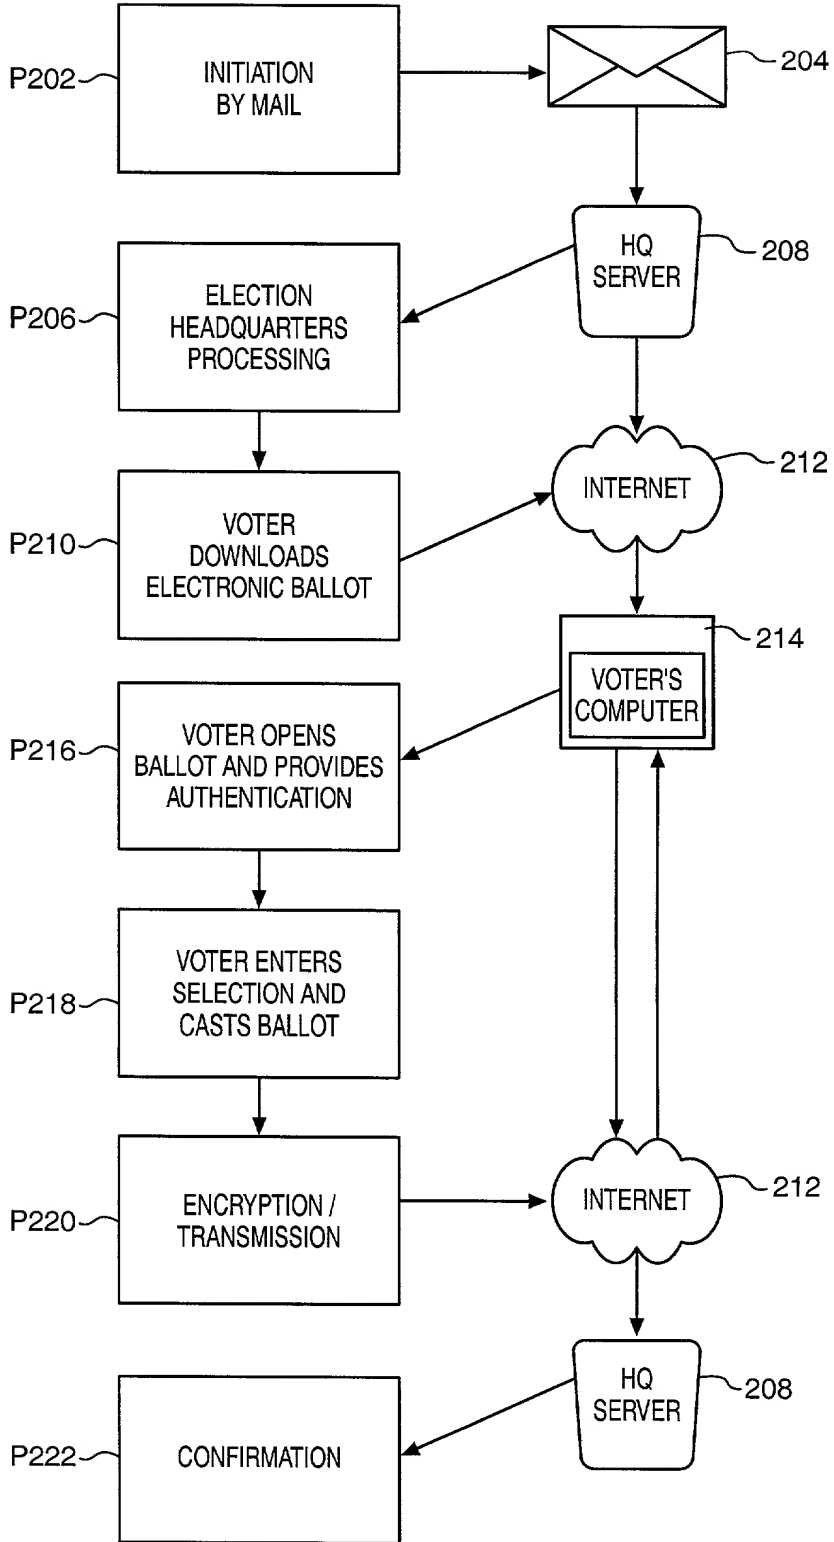 P202
INITIATION
BY MAIL
204
HQ
SERVER
208
P206
ELECTION
HEADQUARTERS
PROCESSING
INTERNET
212
P210
VOTER
DOWNLOADS
ELECTRONIC BALLOT
214
VOTER'S
COMPUTER
P216
VOTER OPENS
BALLOT AND PROVIDES
AUTHENTICATION
P218
VOTER ENTERS
SELECTION AND
CASTS BALLOT
P220
ENCRYPTION /
TRANSMISSION
INTERNET
212
HQ
SERVER
208
P222
CONFIRMATION